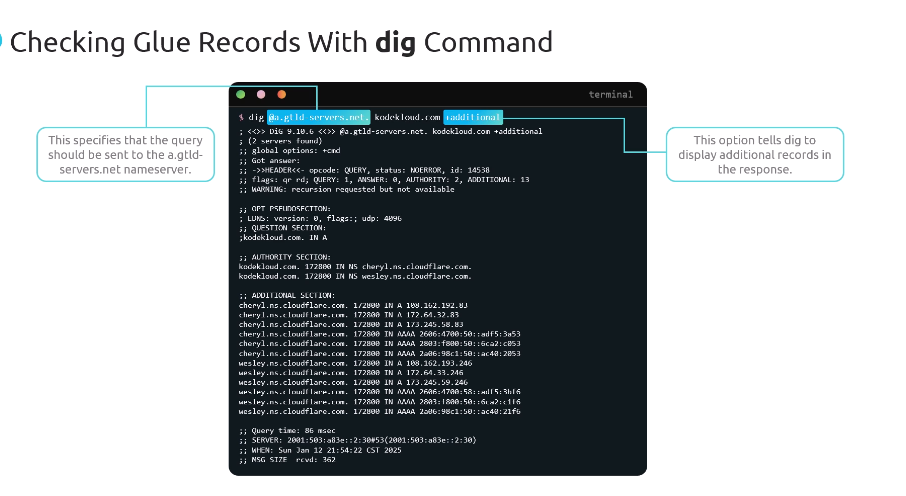 Checking Glue Records With dig Command
terminal
$ dig @a.gtld-servers.net. kodekloud.com +additional
This specifies that the query
should be sent to the a.gtld-
servers.net nameserver.
This option tells dig to
display additional records in
the response.
; <<>> DiG 9.10.6 <<>> @a.gtld-servers.net. kodekloud.com +additional
; (2 servers found)
;; global options: +cmd
;; Got answer:
;; ->>HEADER<<- opcode: QUERY, status: NOERROR, id: 14538
;; flags: qr rd; QUERY: 1, ANSWER: 0, AUTHORITY: 2, ADDITIONAL: 13
;; WARNING: recursion requested but not available
;; OPT PSEUDOSECTION:
; EDNS: version: 0, flags:; udp: 4096
;; QUESTION SECTION:
;kodekloud.com. IN A
;; AUTHORITY SECTION:
kodekloud.com. 172800 IN NS cheryl.ns.cloudflare.com.
kodekloud.com. 172800 IN NS wesley.ns.cloudflare.com.
;; ADDITIONAL SECTION:
cheryl.ns.cloudflare.com. 172800 IN A 108.162.192.83
cheryl.ns.cloudflare.com. 172800 IN A 172.64.32.83
cheryl.ns.cloudflare.com. 172800 IN A 173.245.58.83
cheryl.ns.cloudflare.com. 172800 IN AAAA 2606:4700:50::adf5:3a53
cheryl.ns.cloudflare.com. 172800 IN AAAA 2803:f800:50::6ca2:c053
cheryl.ns.cloudflare.com. 172800 IN AAAA 2a06:98c1:50::ac40:2053
wesley.ns.cloudflare.com. 172800 IN A 108.162.193.246
wesley.ns.cloudflare.com. 172800 IN A 172.64.33.246
wesley.ns.cloudflare.com. 172800 IN A 173.245.59.246
wesley.ns.cloudflare.com. 172800 IN AAAA 2606:4700:58::adf5:3bf6
wesley.ns.cloudflare.com. 172800 IN AAAA 2803:f800:50::6ca2:c1f6
wesley.ns.cloudflare.com. 172800 IN AAAA 2a06:98c1:50::ac40:21f6
;; Query time: 86 msec
;; SERVER: 2001:503:a83e::2:30#53(2001:503:a83e::2:30)
;; WHEN: Sun Jan 12 21:54:22 CST 2025
;; MSG SIZE rcvd: 362